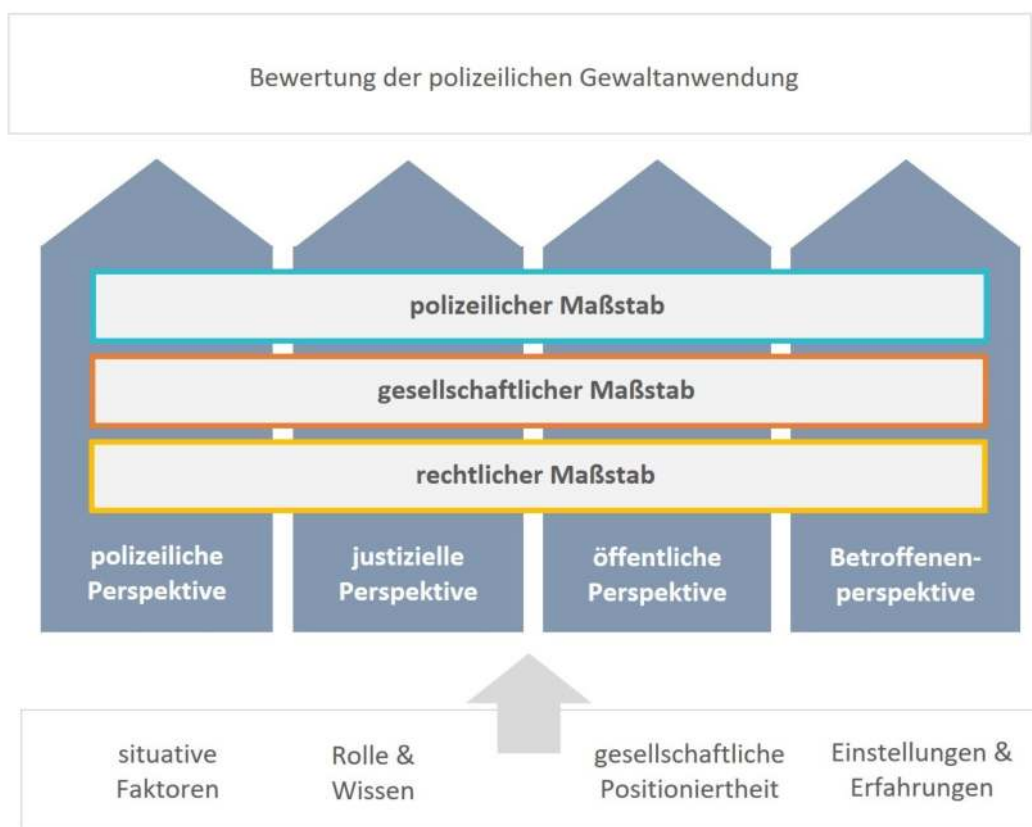 Bewertung der polizeilichen Gewaltanwendung
polizeilicher Maßstab
gesellschaftlicher Maßstab
rechtlicher Maßstab
polizeiliche
Perspektive
justizielle
Perspektive
öffentliche
Perspektive
Betroffenen-
perspektive
situative
Faktoren
Rolle &
Wissen
gesellschaftliche
Positioniertheit
Einstellungen &
Erfahrungen